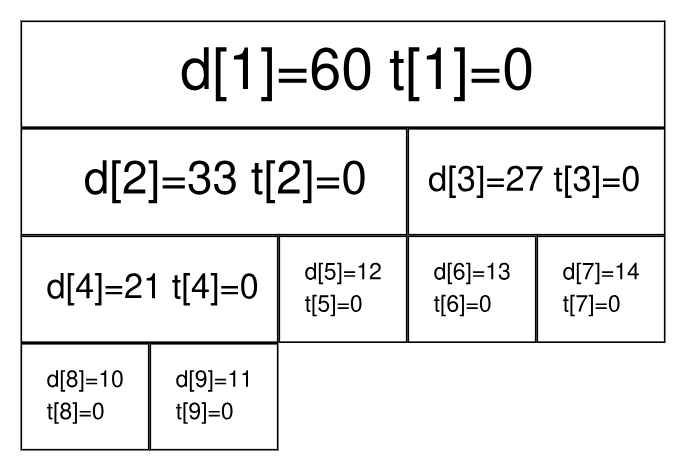 d[1]=60 t[1]=0
d[2]=33 t[2]=0
d[3]=27 t[3]=0
d[4]=21 t[4]=0
d[5]=12
t[5]=0
d[6]=13
t[6]=0
d[7]=14
t[7]=0
d[8]=10
t[8]=0
d[9]=11
t[9]=0